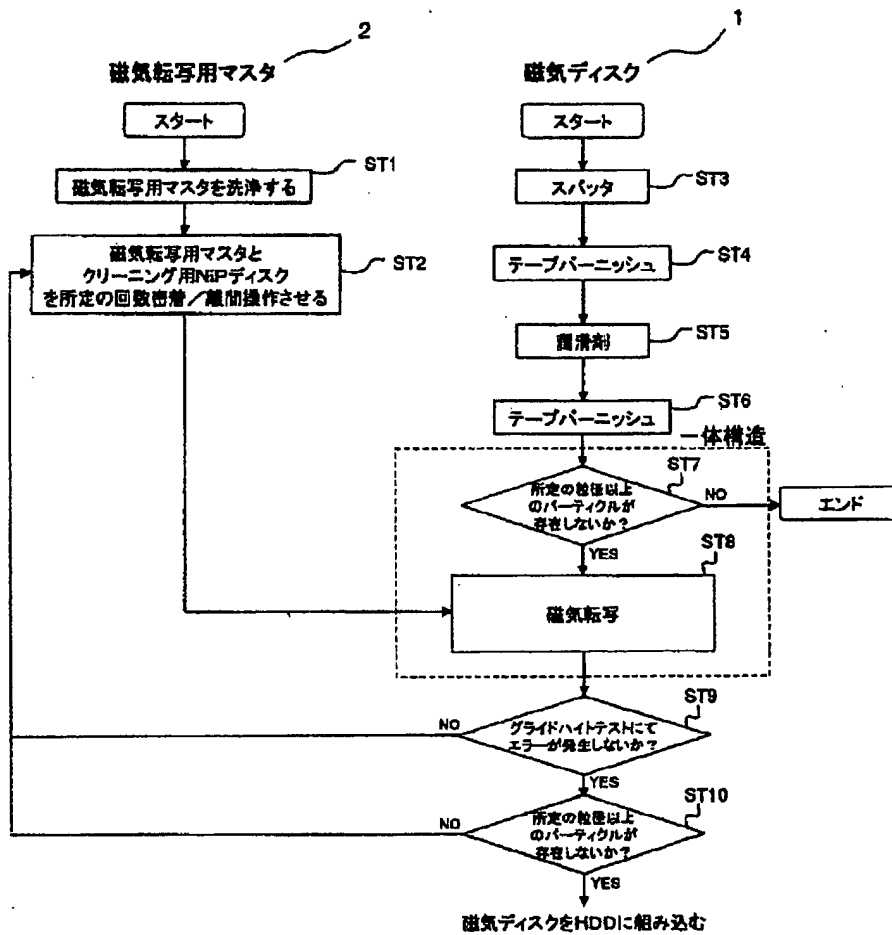 2
磁気転写用マスタ
スタート
ST1
磁気転写用マスタを洗浄する
磁気転写用マスタと
クリーニング用NiPディスク
を所定の回数密着／離間操作させる
ST2
1
磁気ディスク
スタート
スパッタ
ST3
テープバーニッシュ
ST4
潤滑剤
ST5
テープバーニッシュ
ST6
一体構造
ST7
所定の粒径以上
のパーティクルが
存在しないか？
NO
エンド
YES
ST8
磁気転写
ST9
グライドハイトテストにて
エラーが発生しないか？
NO
YES
ST10
所定の粒径以上
のパーティクルが
存在しないか？
NO
YES
磁気ディスクをHDDに組み込む